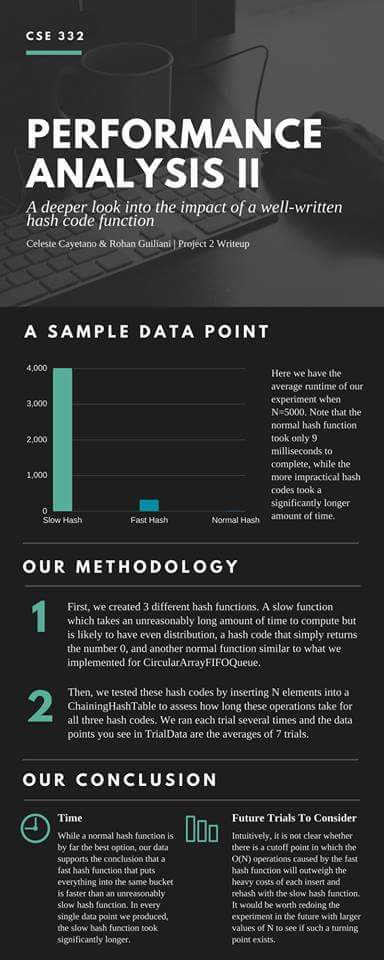 CSE 332
PERFORMANCE
ANALYSIS II
A deeper look into the impact of a well-written
hash code function
Celeste Cayetano & Rohan Guiliani | Project 2 Writeup
A SAMPLE DATA POINT
4,000
3,000
2,000
1,000
0
Slow Hash
Fast Hash
Normal Hash
Here we have the
average runtime of our
experiment when
N=5000. Note that the
normal hash function
took only 9
milliseconds to
complete, while the
more impractical hash
codes took a
significantly longer
amount of time.
OUR METHODOLOGY
1
First, we created 3 different hash functions. A slow function
which takes an unreasonably long amount of time to compute but
is likely to have even distribution, a hash code that simply returns
the number 0, and another normal function similar to what we
implemented for CircularArrayFIFOQueue.
2
Then, we tested these hash codes by inserting N elements into a
ChainingHashTable to assess how long these operations take for
all three hash codes. We ran each trial several times and the data
points you see in TrialData are the averages of 7 trials.
OUR CONCLUSION
Time
While a normal hash function is
by far the best option, our data
supports the conclusion that a
fast hash function that puts
everything into the same bucket
is faster than an unreasonably
slow hash function. In every
single data point we produced,
the slow hash function took
significantly longer.
Future Trials To Consider
Intuitively, it is not clear whether
there is a cutoff point in which the
O(N) operations caused by the fast
hash function will outweigh the
heavy costs of each insert and
rehash with the slow hash function.
It would be worth redoing the
experiment in the future with larger
values of N to see if such a turning
point exists.